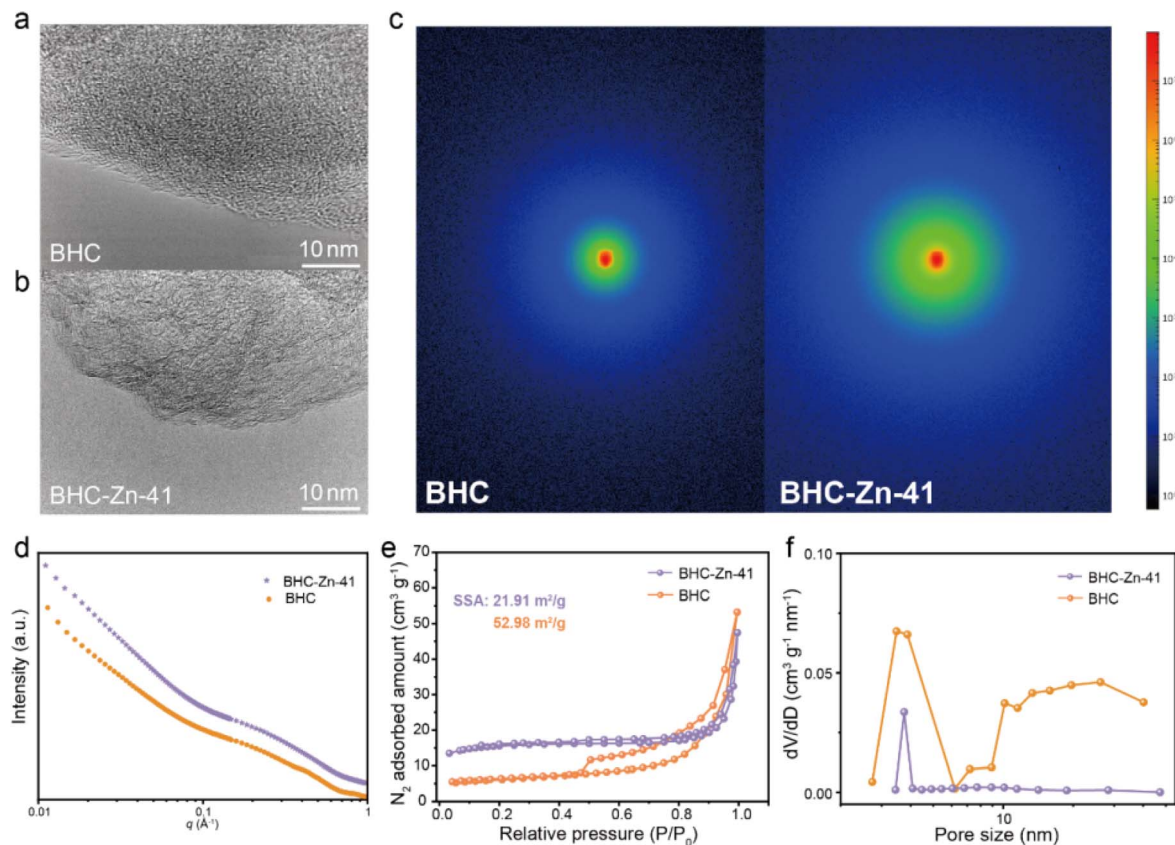 a
BHC
10 nm
b
BHC-Zn-41
10 nm
c
BHC
BHC-Zn-41
d
BHC-Zn-41
BHC
Intensity (a.u.)
0.01
0.1
1
q (Å⁻¹)
e
70
60
50
40
30
20
10
0
N₂ adsorbed amount (cm³ g⁻¹)
BHC-Zn-41
BHC
SSA: 21.91 m²/g
52.98 m²/g
0.0 0.2 0.4 0.6 0.8 1.0
Relative pressure (P/P₀)
f
0.10
0.05
0.00
dV/dD (cm³ g⁻¹ nm⁻¹)
BHC-Zn-41
BHC
10
Pore size (nm)